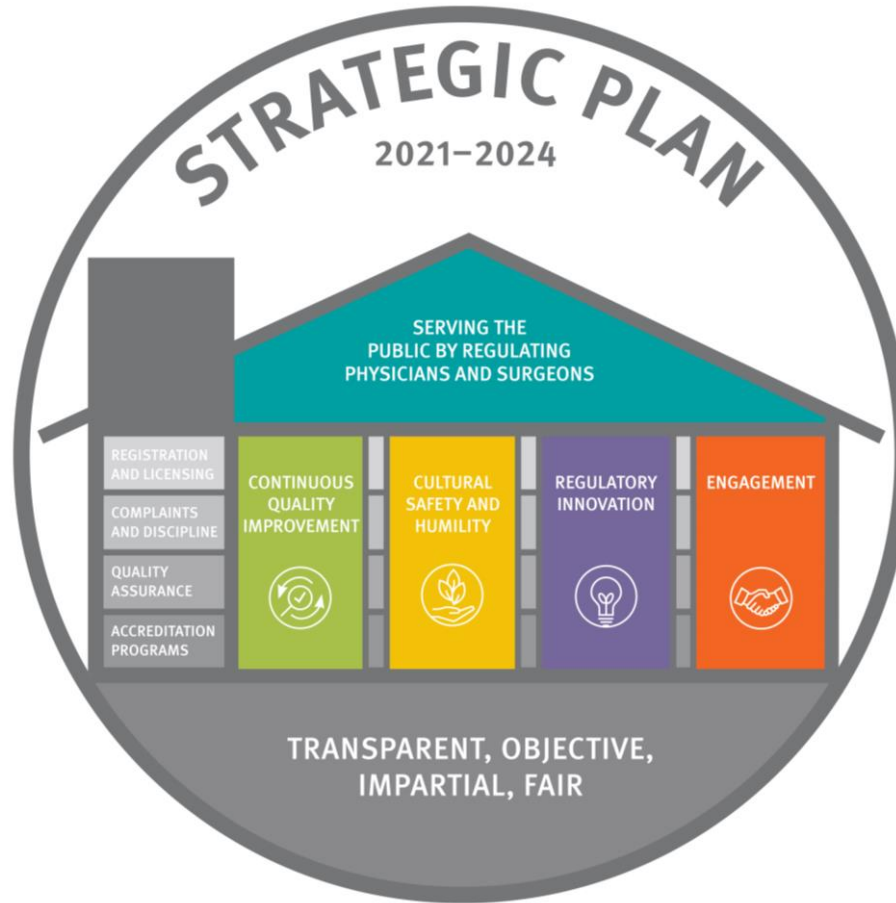 STRATEGIC PLAN
2021–2024
SERVING THE
PUBLIC BY REGULATING
PHYSICIANS AND SURGEONS
REGISTRATION
AND LICENSING
COMPLAINTS
AND DISCIPLINE
QUALITY
ASSURANCE
ACCREDITATION
PROGRAMS
CONTINUOUS
QUALITY
IMPROVEMENT
CULTURAL
SAFETY AND
HUMILITY
REGULATORY
INNOVATION
ENGAGEMENT
TRANSPARENT, OBJECTIVE,
IMPARTIAL, FAIR